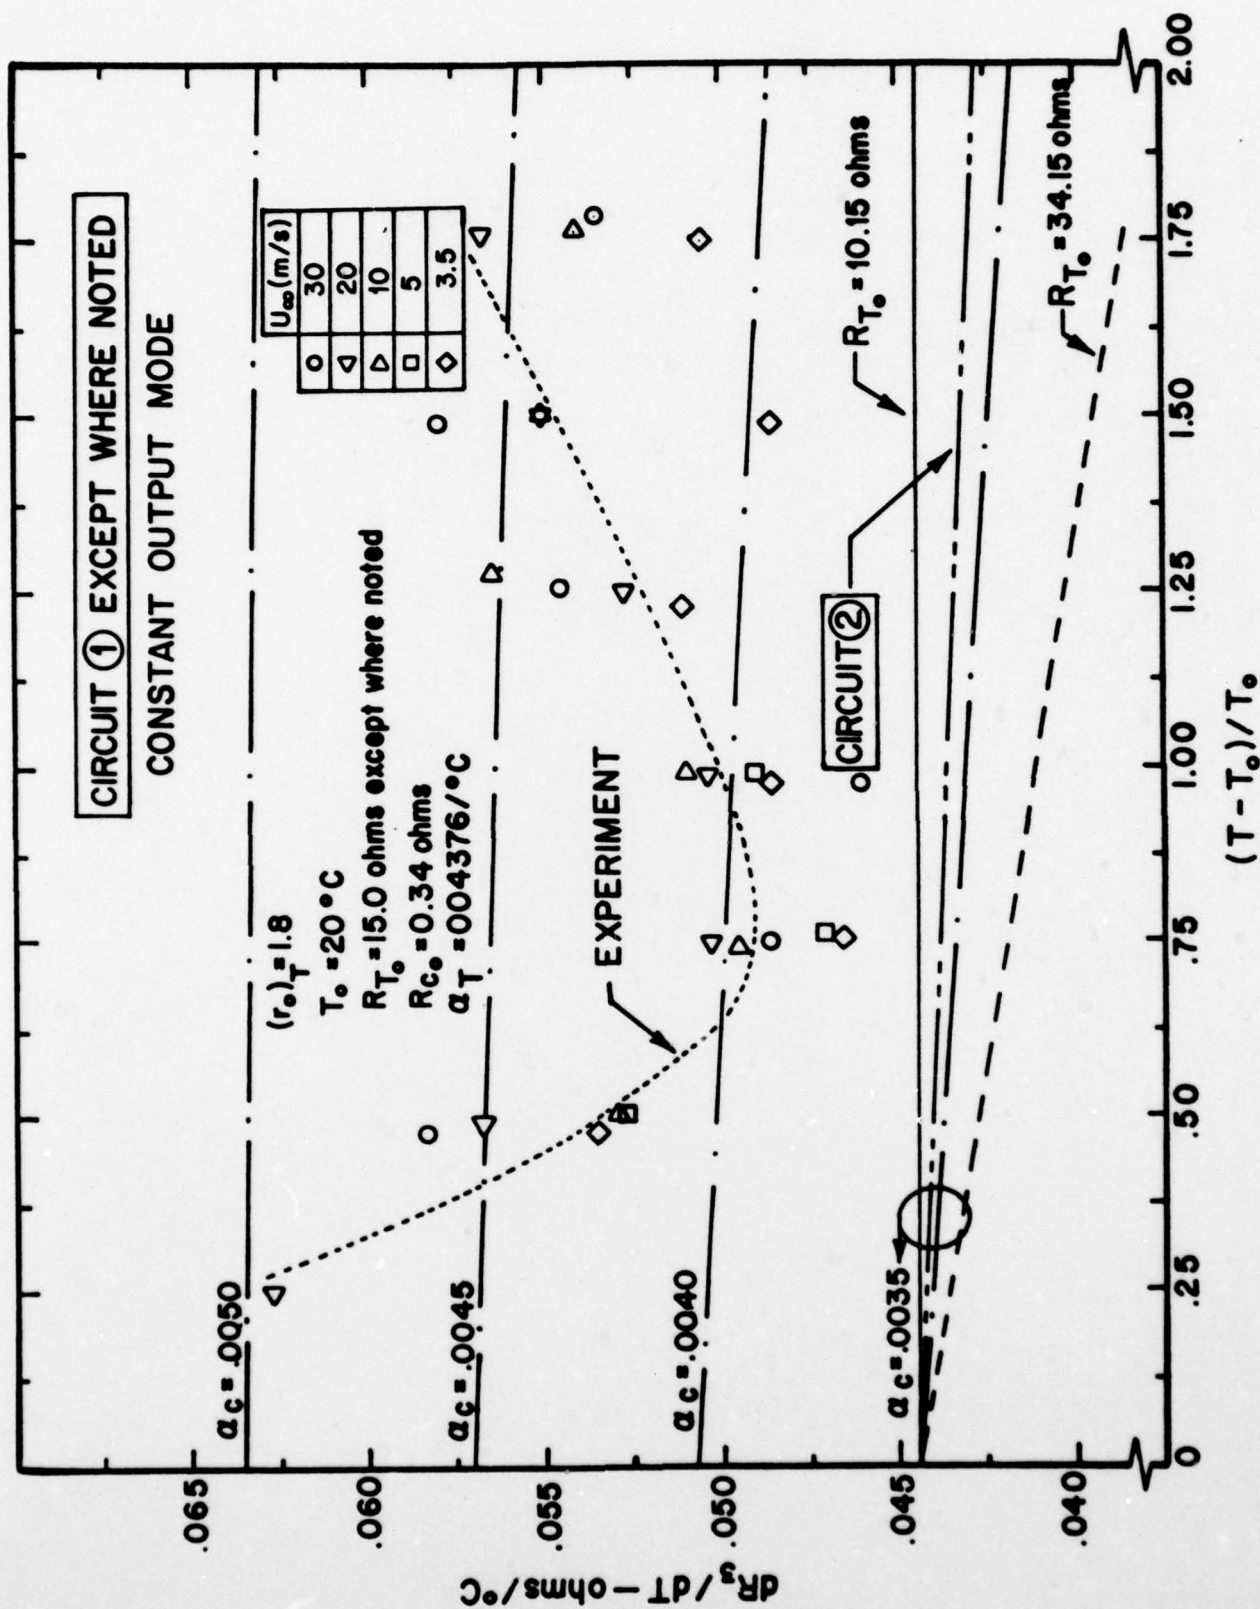 CIRCUIT ① EXCEPT WHERE NOTED
CONSTANT OUTPUT MODE
U∞(m/s)
30
20
10
5
3.5
(r₀)T=1.8
T₀=20°C
RT₀=15.0 ohms except where noted
RC₀=0.34 ohms
αT=.004376/°C
EXPERIMENT
αC=.0050
αC=.0045
αC=.0040
αC=.0035
RT₀=10.15 ohms
CIRCUIT②
RT₀=34.15 ohms
dR₃/dT — ohms/°C
.065
.060
.055
.050
.045
.040
0
.25
.50
.75
1.00
1.25
1.50
1.75
2.00
(T-T₀)/T₀